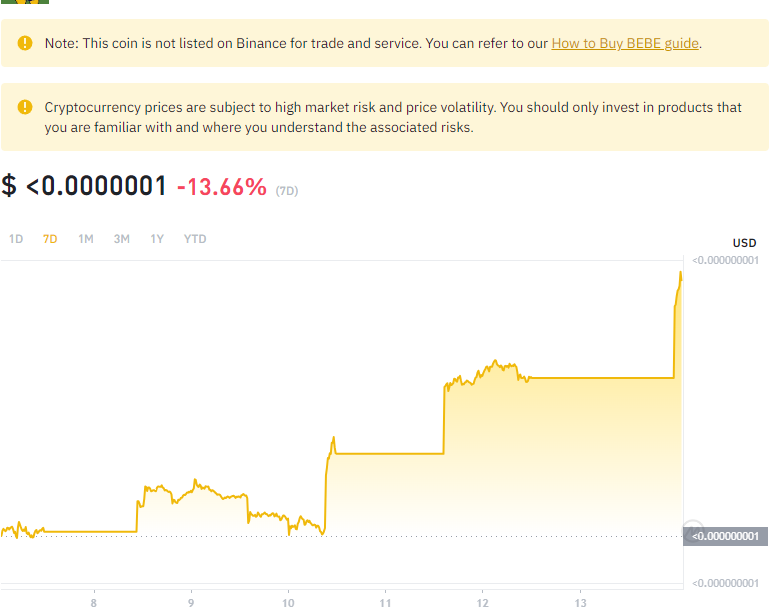 Note: This coin is not listed on Binance for trade and service. You can refer to our How to Buy BEBE guide.
Cryptocurrency prices are subject to high market risk and price volatility. You should only invest in products that
you are familiar with and where you understand the associated risks.
$ <0.0000001 -13.66% (7D)
1D 7D 1M 3M 1Y YTD
USD
<0.000000001
<0.000000001
<0.000000001
8 9 10 11 12 13